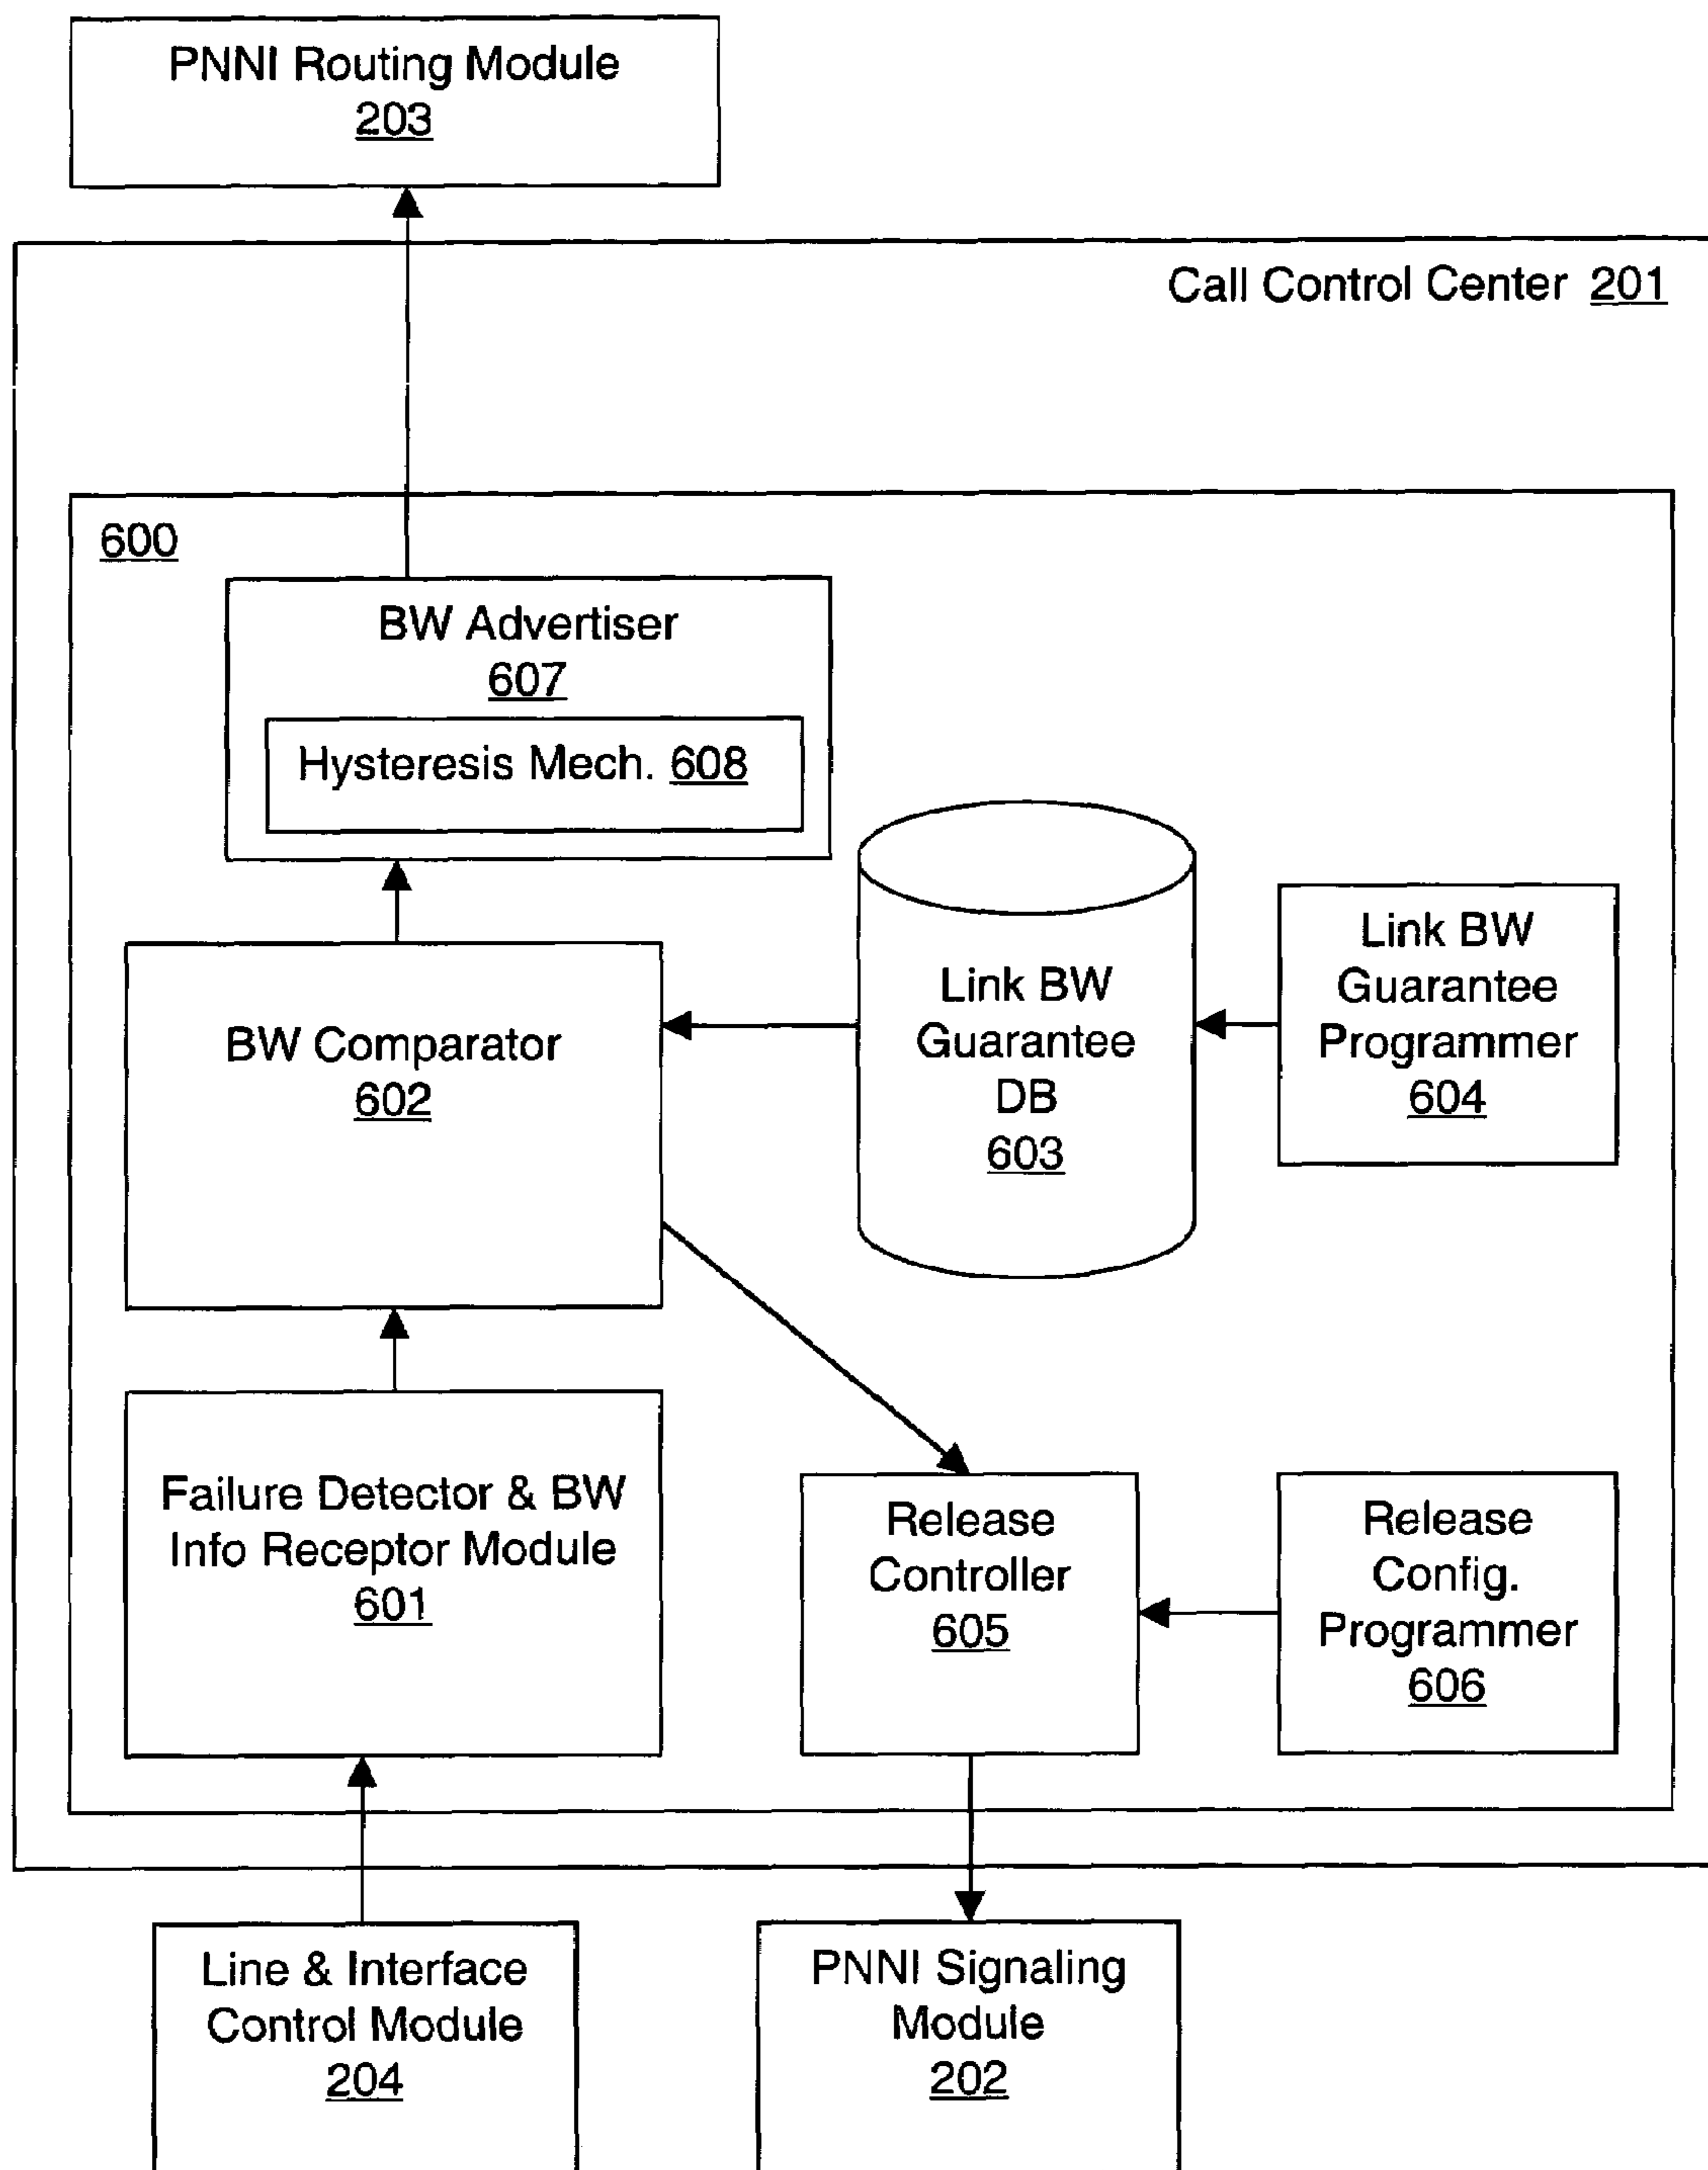 PNNI Routing Module
203
Call Control Center 201
600
BW Advertiser
607
Hysteresis Mech. 608
Link BW
Guarantee
DB
603
Link BW
Guarantee
Programmer
604
BW Comparator
602
Failure Detector & BW
Info Receptor Module
601
Release
Controller
605
Release
Config.
Programmer
606
Line & Interface
Control Module
204
PNNI Signaling
Module
202